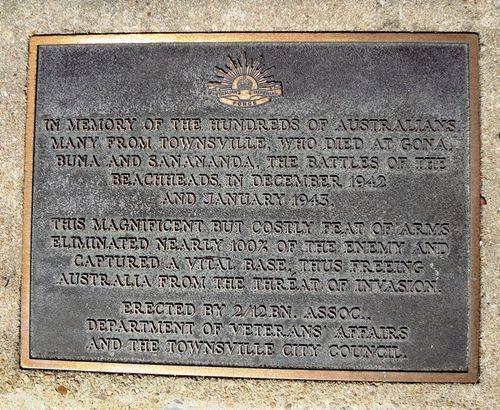 IN MEMORY OF THE HUNDREDS OF AUSTRALIANS,
MANY FROM TOWNSVILLE, WHO DIED AT GONA,
BUNA AND SANANANDA, THE BATTLES OF THE
BEACHHEADS, IN DECEMBER 1942
AND JANUARY 1943.
THIS MAGNIFICENT BUT COSTLY FEAT OF ARMS
ELIMINATED NEARLY 100% OF THE ENEMY AND
CAPTURED A VITAL BASE, THUS FREEING
AUSTRALIA FROM THE THREAT OF INVASION.
ERECTED BY 2/12 BN. ASSOC.,
DEPARTMENT OF VETERANS' AFFAIRS
AND THE TOWNSVILLE CITY COUNCIL.